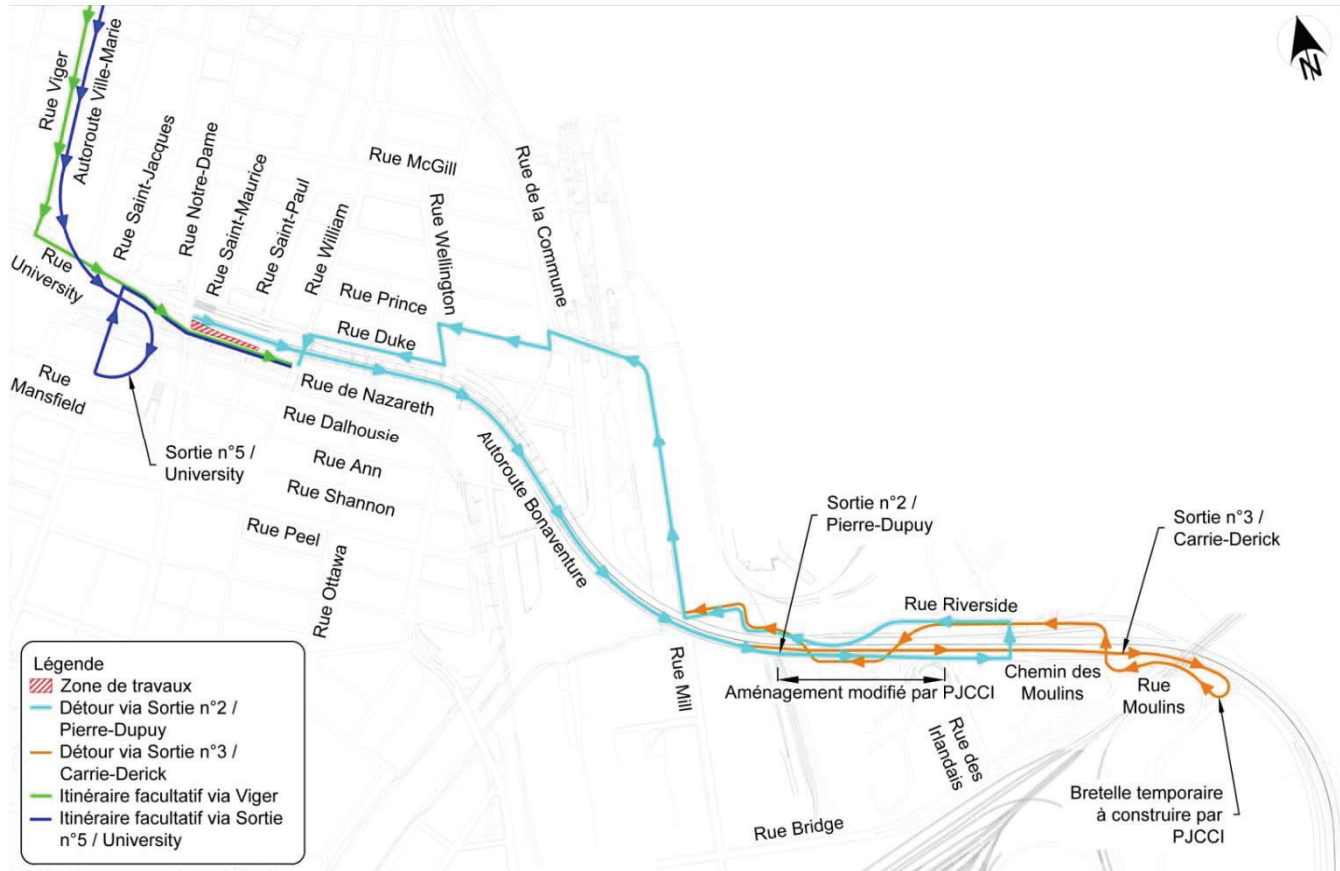 N
Rue Viger
Autoroute Ville-Marie
Rue Saint-Jacques
Rue Notre-Dame
Rue Saint-Maurice
Rue Saint-Paul
Rue William
Rue McGill
Rue Wellington
Rue de la Commune
Rue
University
Rue Prince
Rue Duke
Rue
Mansfield
Rue de Nazareth
Rue Dalhousie
Rue Ann
Rue Shannon
Rue Peel
Rue Ottawa
Sortie n°5 /
University
Autoroute Bonaventure
Sortie n°2 /
Pierre-Dupuy
Sortie n°3 /
Carrie-Derick
Rue Riverside
Rue Mill
Aménagement modifié par PJCCI
Chemin des
Moulins
Rue
Moulins
Rue des
Irlandais
Rue Bridge
Bretelle temporaire
à construire par
PJCCI
Légende
Zone de travaux
Détour via Sortie n°2 /
Pierre-Dupuy
Détour via Sortie n°3 /
Carrie-Derick
Itinéraire facultatif via Viger
Itinéraire facultatif via Sortie
n°5 / University